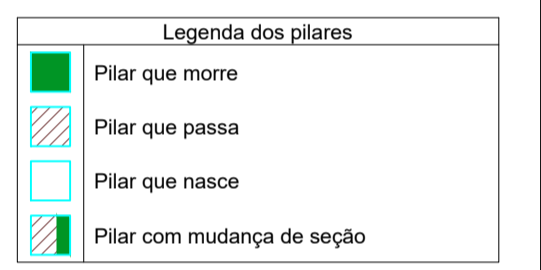 Legenda dos pilares
Pilar que morre
Pilar que passa
Pilar que nasce
Pilar com mudança de seção